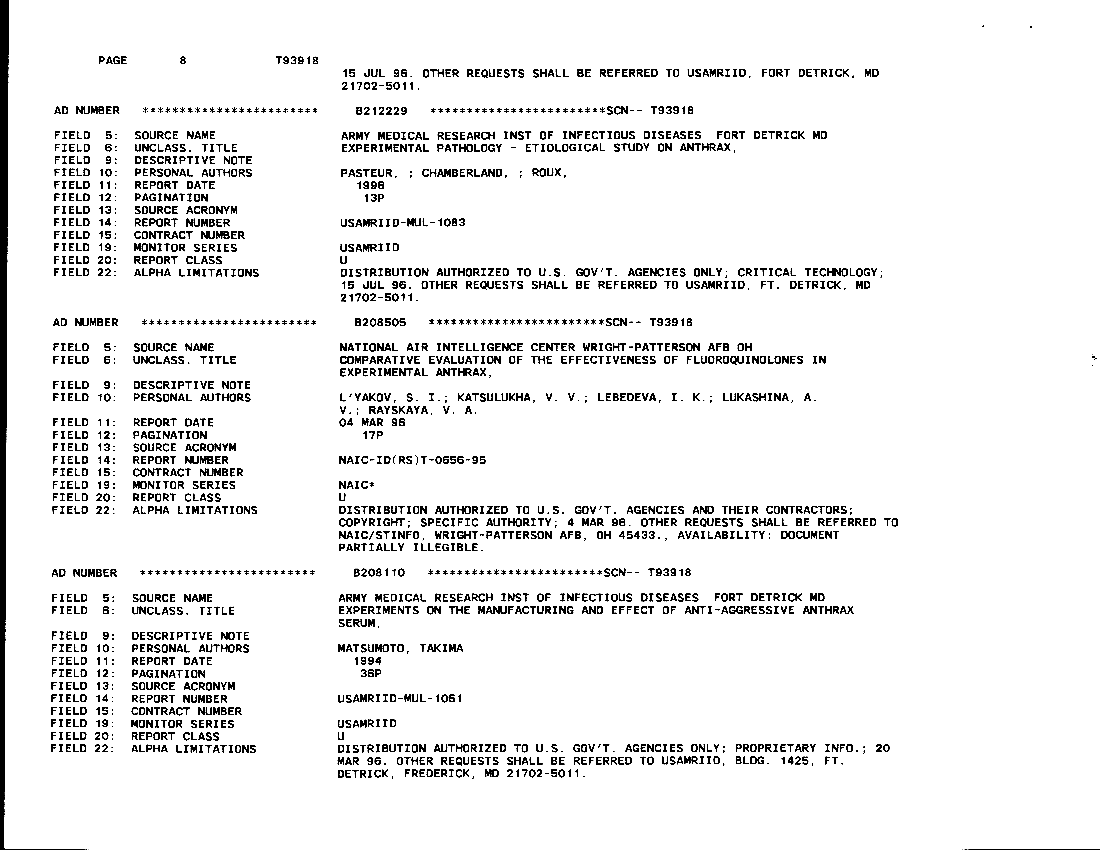 PAGE 8 T93918
15 JUL 96. OTHER REQUESTS SHALL BE REFERRED TO USAMRIID, FORT DETRICK, MD
21702-5011.
AD NUMBER ************************ B212229 ************************SCN-- T93918
FIELD 5: SOURCE NAME ARMY MEDICAL RESEARCH INST OF INFECTIOUS DISEASES FORT DETRICK MD
FIELD 6: UNCLASS. TITLE EXPERIMENTAL PATHOLOGY - ETIOLOGICAL STUDY ON ANTHRAX,
FIELD 9: DESCRIPTIVE NOTE
FIELD 10: PERSONAL AUTHORS PASTEUR, ; CHAMBERLAND, ; ROUX,
FIELD 11: REPORT DATE 1996
FIELD 12: PAGINATION 13P
FIELD 13: SOURCE ACRONYM
FIELD 14: REPORT NUMBER USAMRIID-MUL-1083
FIELD 15: CONTRACT NUMBER
FIELD 19: MONITOR SERIES USAMRIID
FIELD 20: REPORT CLASS U
FIELD 22: ALPHA LIMITATIONS DISTRIBUTION AUTHORIZED TO U.S. GOV'T. AGENCIES ONLY; CRITICAL TECHNOLOGY;
15 JUL 96. OTHER REQUESTS SHALL BE REFERRED TO USAMRIID, FT. DETRICK, MD
21702-5011.
AD NUMBER ************************ B208505 ************************SCN-- T93918
FIELD 5: SOURCE NAME NATIONAL AIR INTELLIGENCE CENTER WRIGHT-PATTERSON AFB OH
FIELD 6: UNCLASS. TITLE COMPARATIVE EVALUATION OF THE EFFECTIVENESS OF FLUOROQUINOLONES IN
EXPERIMENTAL ANTHRAX,
FIELD 9: DESCRIPTIVE NOTE
FIELD 10: PERSONAL AUTHORS L'YAKOV, S. I.; KATSULUKHA, V. V.; LEBEDEVA, I. K.; LUKASHINA, A.
V.; RAYSKAYA, V. A.
FIELD 11: REPORT DATE 04 MAR 96
FIELD 12: PAGINATION 17P
FIELD 13: SOURCE ACRONYM
FIELD 14: REPORT NUMBER NAIC-ID(RS)T-0656-95
FIELD 15: CONTRACT NUMBER
FIELD 19: MONITOR SERIES NAIC*
FIELD 20: REPORT CLASS U
FIELD 22: ALPHA LIMITATIONS DISTRIBUTION AUTHORIZED TO U.S. GOV'T. AGENCIES AND THEIR CONTRACTORS;
COPYRIGHT; SPECIFIC AUTHORITY; 4 MAR 96. OTHER REQUESTS SHALL BE REFERRED TO
NAIC/STINFO, WRIGHT-PATTERSON AFB, OH 45433., AVAILABILITY: DOCUMENT
PARTIALLY ILLEGIBLE.
AD NUMBER ************************ B208110 ************************SCN-- T93918
FIELD 5: SOURCE NAME ARMY MEDICAL RESEARCH INST OF INFECTIOUS DISEASES FORT DETRICK MD
FIELD 6: UNCLASS. TITLE EXPERIMENTS ON THE MANUFACTURING AND EFFECT OF ANTI-AGGRESSIVE ANTHRAX
SERUM,
FIELD 9: DESCRIPTIVE NOTE
FIELD 10: PERSONAL AUTHORS MATSUMOTO, TAKIMA
FIELD 11: REPORT DATE 1994
FIELD 12: PAGINATION 36P
FIELD 13: SOURCE ACRONYM
FIELD 14: REPORT NUMBER USAMRIID-MUL-1061
FIELD 15: CONTRACT NUMBER
FIELD 19: MONITOR SERIES USAMRIID
FIELD 20: REPORT CLASS U
FIELD 22: ALPHA LIMITATIONS DISTRIBUTION AUTHORIZED TO U.S. GOV'T. AGENCIES ONLY; PROPRIETARY INFO.; 20
MAR 96. OTHER REQUESTS SHALL BE REFERRED TO USAMRIID, BLDG. 1425, FT.
DETRICK, FREDERICK, MD 21702-5011.